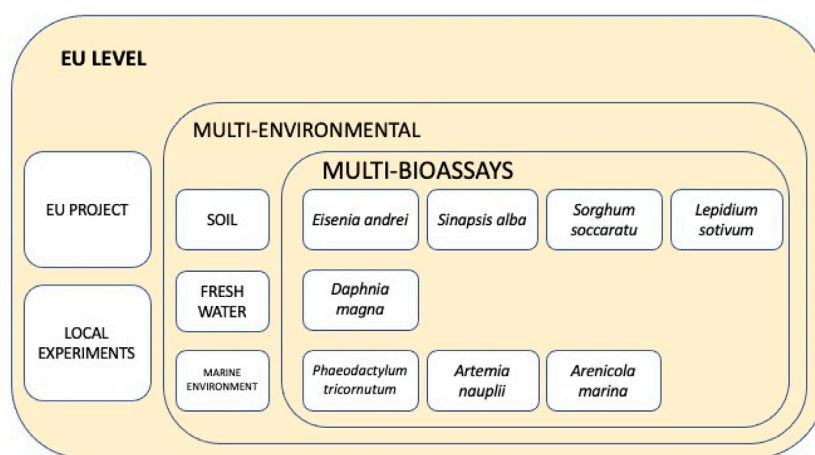 EU LEVEL
MULTI-ENVIRONMENTAL
MULTI-BIOASSAYS
EU PROJECT
SOIL
Eisenia andrei
Sinapsis alba
Sorghum
soccaratu
Lepidium
sotivum
FRESH
WATER
Daphnia
magna
LOCAL
EXPERIMENTS
MARINE
ENVIRONMENT
Phaeodactylum
tricornutum
Artemia
nauplii
Arenicola
marina